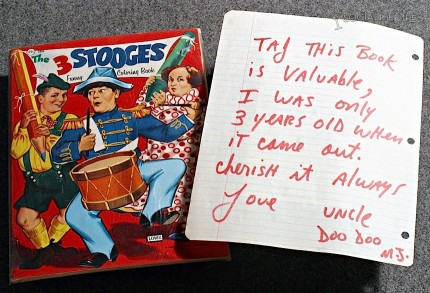 The
3 STOOGES
Funny Coloring Book
LOWE
TAJ THIS BOOK
is VALUABLE,
I WAS only
3 YEARS OLD WHEN
iT came out.
cherish iT ALWAYS
Love UNCLE
DOO DOO
MJ.